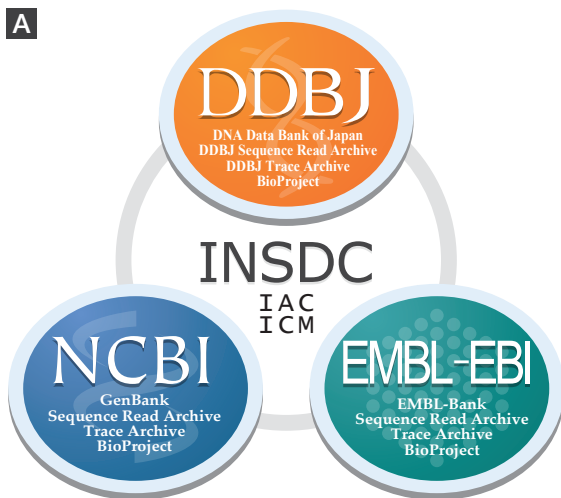 A
DDBJ
DNA Data Bank of Japan
DDBJ Sequence Read Archive
DDBJ Trace Archive
BioProject
INSDC
IAC
ICM
NCBI
GenBank
Sequence Read Archive
Trace Archive
BioProject
EMBL-EBI
EMBL-Bank
Sequence Read Archive
Trace Archive
BioProject